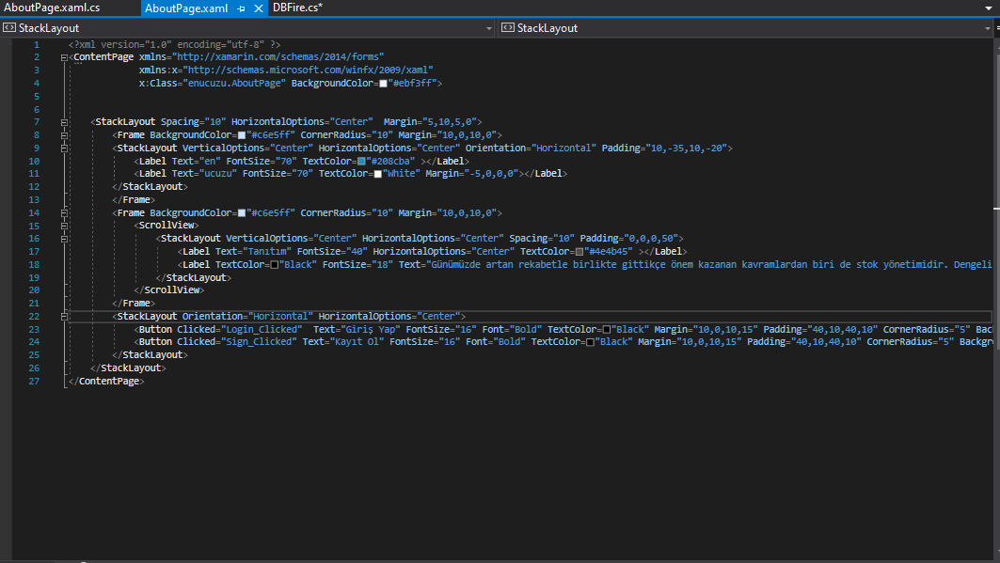 AboutPage.xaml.cs AboutPage.xaml DBFire.cs*
StackLayout StackLayout
1 <?xml version="1.0" encoding="utf-8" ?>
2 <ContentPage xmlns="http://xamarin.com/schemas/2014/forms"
3 xmlns:x="http://schemas.microsoft.com/winfx/2009/xaml"
4 x:Class="enucuzu.AboutPage" BackgroundColor="#ebf3ff">
5
6
7 <StackLayout Spacing="10" HorizontalOptions="Center"  Margin="5,10,5,0">
8 <Frame BackgroundColor="#c6e5ff" CornerRadius="10" Margin="10,0,10,0">
9 <StackLayout VerticalOptions="Center" HorizontalOptions="Center" Orientation="Horizontal" Padding="10,-35,10,-20">
10 <Label Text="en" FontSize="70" TextColor="#208cba" ></Label>
11 <Label Text="ucuzu" FontSize="70" TextColor="White" Margin="-5,0,0,0"></Label>
12 </StackLayout>
13 </Frame>
14 <Frame BackgroundColor="#c6e5ff" CornerRadius="10" Margin="10,0,10,0">
15 <ScrollView>
16 <StackLayout VerticalOptions="Center" HorizontalOptions="Center" Spacing="10" Padding="0,0,0,50">
17 <Label Text="Tanıtım" FontSize="40" HorizontalOptions="Center" TextColor="#4e4b45" ></Label>
18 <Label TextColor="Black" FontSize="18" Text="Günümüzde artan rekabetle birlikte gittikçe önem kazanan kavramlardan biri de stok yönetimidir. Dengeli
19 </StackLayout>
20 </ScrollView>
21 </Frame>
22 <StackLayout Orientation="Horizontal" HorizontalOptions="Center">
23 <Button Clicked="Login_Clicked"  Text="Giriş Yap" FontSize="16" Font="Bold" TextColor="Black" Margin="10,0,10,15" Padding="40,10,40,10" CornerRadius="5" Bac
24 <Button Clicked="Sign_Clicked" Text="Kayıt Ol" FontSize="16" Font="Bold" TextColor="Black" Margin="10,0,10,15" Padding="40,10,40,10" CornerRadius="5" Backgr
25 </StackLayout>
26 </StackLayout>
27 </ContentPage>